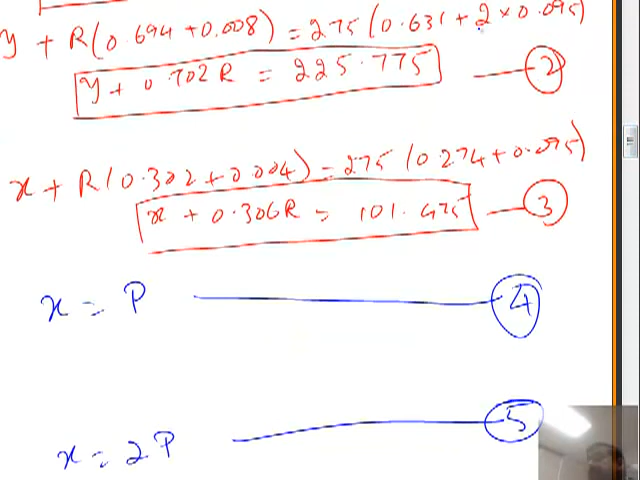 y + R(0.694+0.008) = 275(0.631+2×0.095)
y + 0.702R = 225.775 — ②
x + R(0.302+0.004) = 275(0.274+0.095)
x + 0.306R = 101.475 — ③
x = P — ④
x = 2P — ⑤